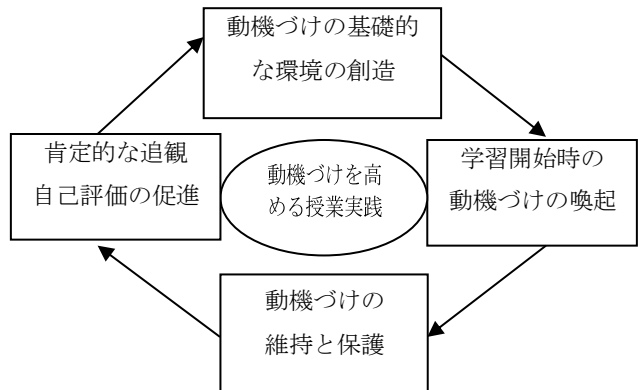 動機づけの基礎的
な環境の創造
肯定的な追観
自己評価の促進
動機づけを高
める授業実践
学習開始時の
動機づけの喚起
動機づけの
維持と保護